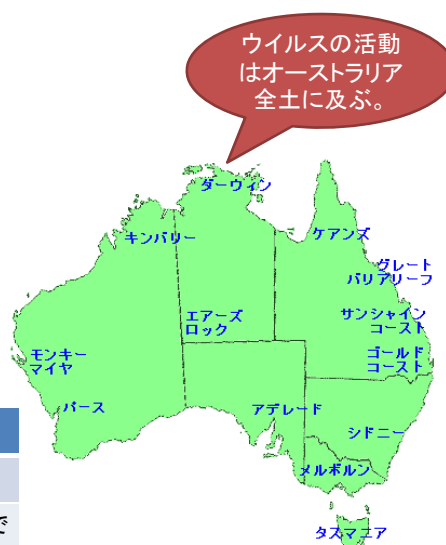 ウイルスの活動
はオーストラリア
全土に及ぶ。
ダーウィン
キンバリー
ケアンズ
グレート
バリアリーフ
エアーズ
ロック
サンシャイン
コースト
モンキー
マイヤ
ゴールド
コースト
パース
アデレード
シドニー
メルボルン
で
タスマニア